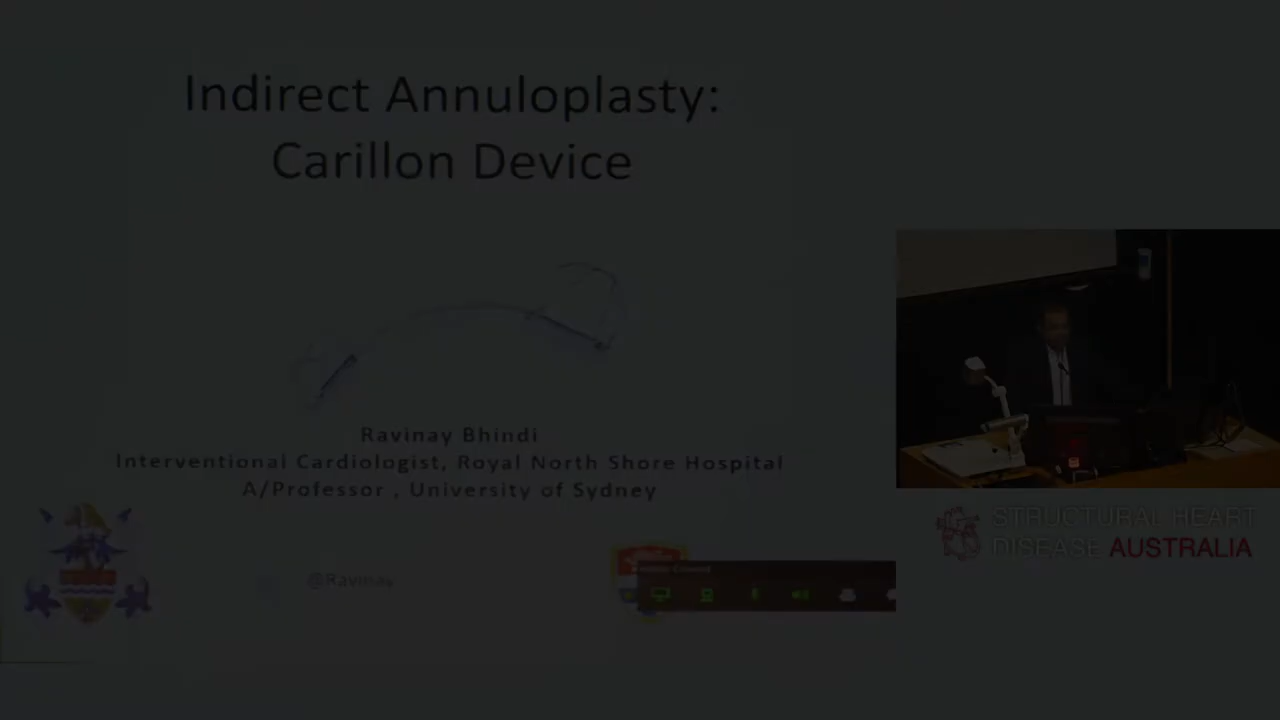 Indirect Annuloplasty:
Carillon Device
Ravinay Bhindi
Interventional Cardiologist, Royal North Shore Hospital
A/Professor , University of Sydney
@Ravinay
STRUCTURAL HEART
DISEASE AUSTRALIA